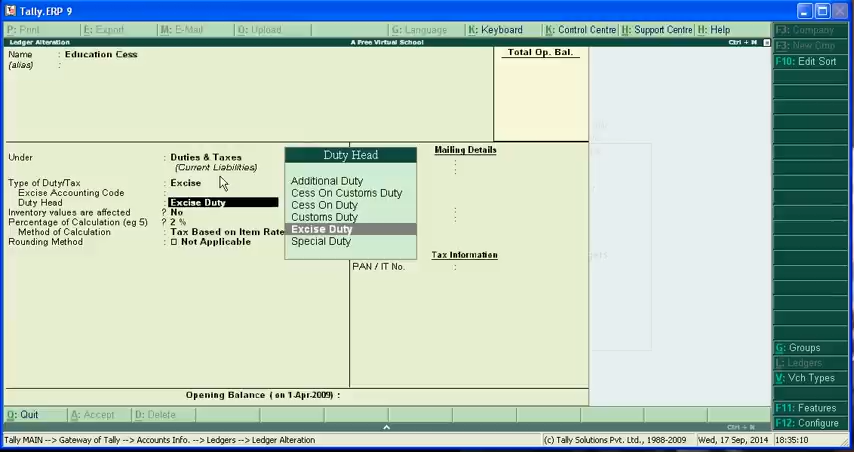 Tally.ERP 9
P: Print E: Export M: E-Mail O: Upload G: Language K: Keyboard K: Control Centre H: Support Centre H: Help
Ledger Alteration A Free Virtual School Ctrl + M
Name : Education Cess
(alias) :
Total Op. Bal.
Under : Duties & Taxes
(Current Liabilities)
Type of Duty/Tax : Excise
Excise Accounting Code :
Duty Head : Excise Duty
Inventory values are affected ? No
Percentage of Calculation (eg 5) ? 2 %
Method of Calculation : Tax Based on Item Rate
Rounding Method : Not Applicable
Duty Head
Additional Duty
Cess On Customs Duty
Cess On Duty
Customs Duty
Excise Duty
Special Duty
Mailing Details
:
:
:
:
Tax Information
PAN / IT No. :
Opening Balance ( on 1-Apr-2009) :
Q: Quit A: Accept D: Delete
Ctrl + N
Tally MAIN --> Gateway of Tally --> Accounts Info. --> Ledgers --> Ledger Alteration (c) Tally Solutions Pvt. Ltd., 1988-2009 Wed, 17 Sep, 2014 18:35:10
F3: Company
F3: New Cmp
F10: Edit Sort
G: Groups
L: Ledgers
V: Vch Types
F11: Features
F12: Configure